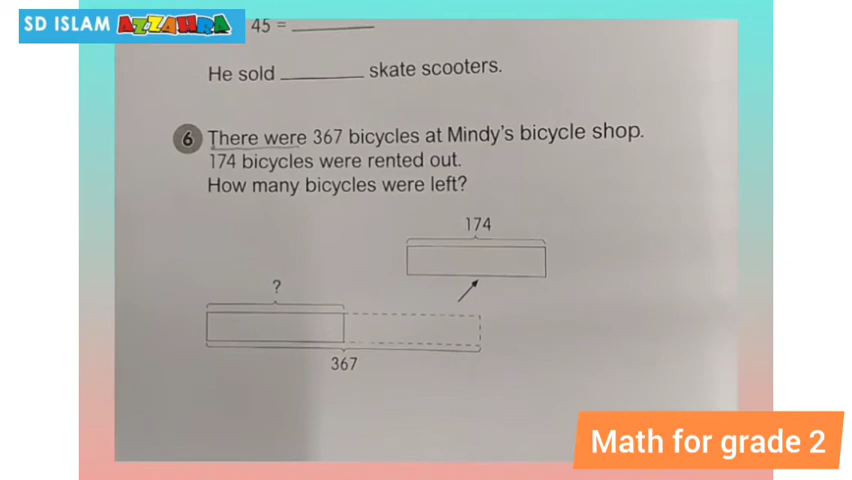 SD ISLAM AZZAHRA
45 =
He sold ________ skate scooters.
6 There were 367 bicycles at Mindy's bicycle shop.
174 bicycles were rented out.
How many bicycles were left?
174
?
367
Math for grade 2